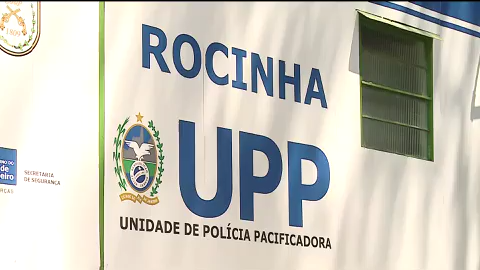 ROCINHA
UPP
UNIDADE DE POLÍCIA PACIFICADORA
SECRETARIA
DE SEGURANÇA